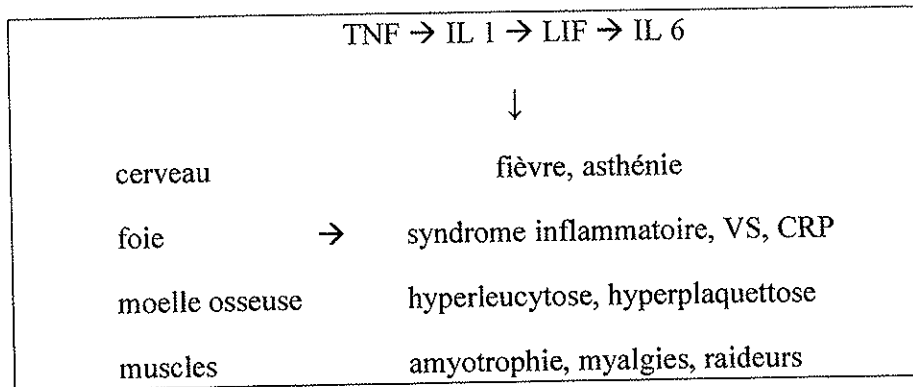 TNF → IL 1 → LIF → IL 6
↓
cerveau fièvre, asthénie
foie → syndrome inflammatoire, VS, CRP
moelle osseuse hyperleucytose, hyperplaquettose
muscles amyotrophie, myalgies, raideurs